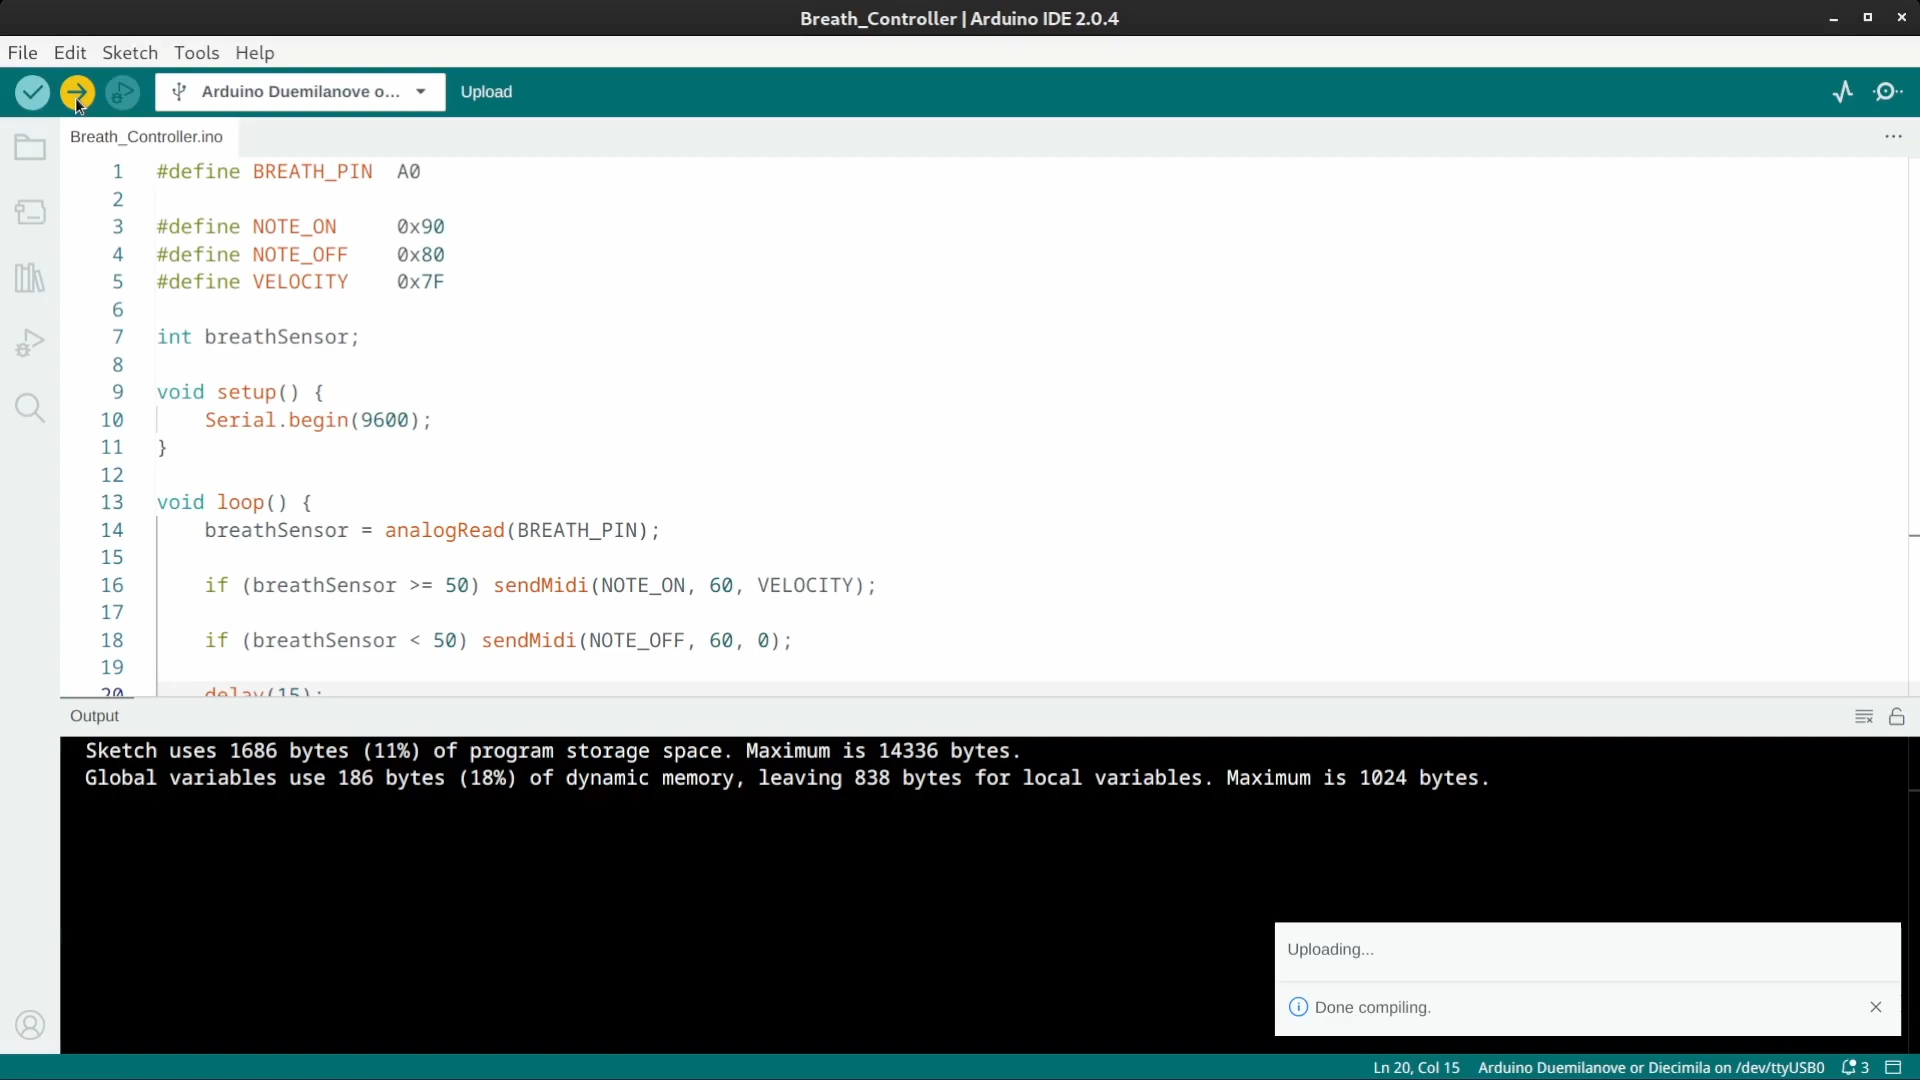 Breath_Controller | Arduino IDE 2.0.4
File Edit Sketch Tools Help
Arduino Duemilanove o... Upload
Breath_Controller.ino
1 #define BREATH_PIN  A0
2
3 #define NOTE_ON     0x90
4 #define NOTE_OFF    0x80
5 #define VELOCITY    0x7F
6
7 int breathSensor;
8
9 void setup() {
10     Serial.begin(9600);
11 }
12
13 void loop() {
14     breathSensor = analogRead(BREATH_PIN);
15
16     if (breathSensor >= 50) sendMidi(NOTE_ON, 60, VELOCITY);
17
18     if (breathSensor < 50) sendMidi(NOTE_OFF, 60, 0);
19
20     delay(15);
Output
Sketch uses 1686 bytes (11%) of program storage space. Maximum is 14336 bytes.
Global variables use 186 bytes (18%) of dynamic memory, leaving 838 bytes for local variables. Maximum is 1024 bytes.
Uploading...
Done compiling.
Ln 20, Col 15 Arduino Duemilanove or Diecimila on /dev/ttyUSB0 3